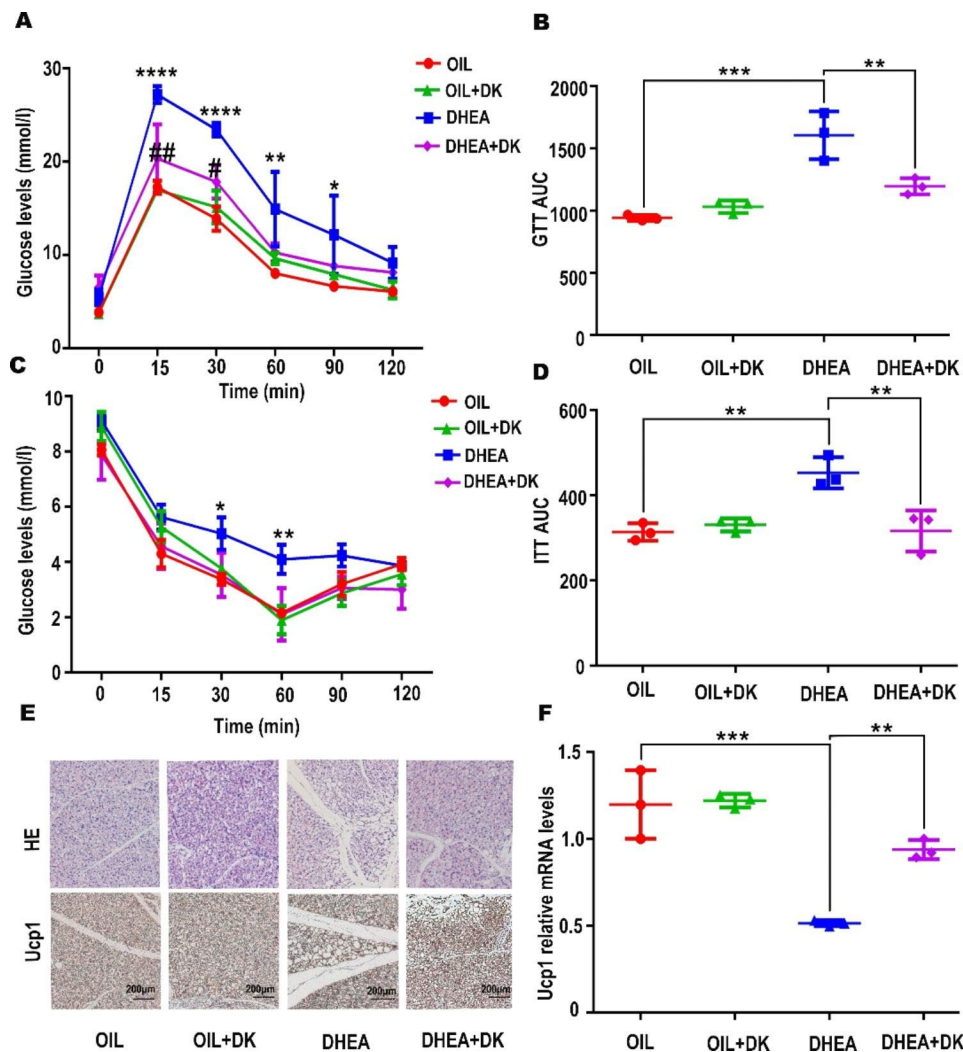 A
Glucose levels (mmol/l)
30
20
10
0
****
##
****
#
**
*
0 15 30 60 90 120
Time (min)
OIL
OIL+DK
DHEA
DHEA+DK
B
GTT AUC
2000
1500
1000
500
0
***
**
OIL OIL+DK DHEA DHEA+DK
C
Glucose levels (mmol/l)
10
8
6
4
2
0
*
**
0 15 30 60 90 120
Time (min)
OIL
OIL+DK
DHEA
DHEA+DK
D
ITT AUC
600
400
200
0
**
**
OIL OIL+DK DHEA DHEA+DK
E
HE
Ucp1
200μm 200μm 200μm 200μm
OIL OIL+DK DHEA DHEA+DK
F
Ucp1 relative mRNA levels
1.5
1.0
0.5
0
***
**
OIL OIL+DK DHEA DHEA+DK